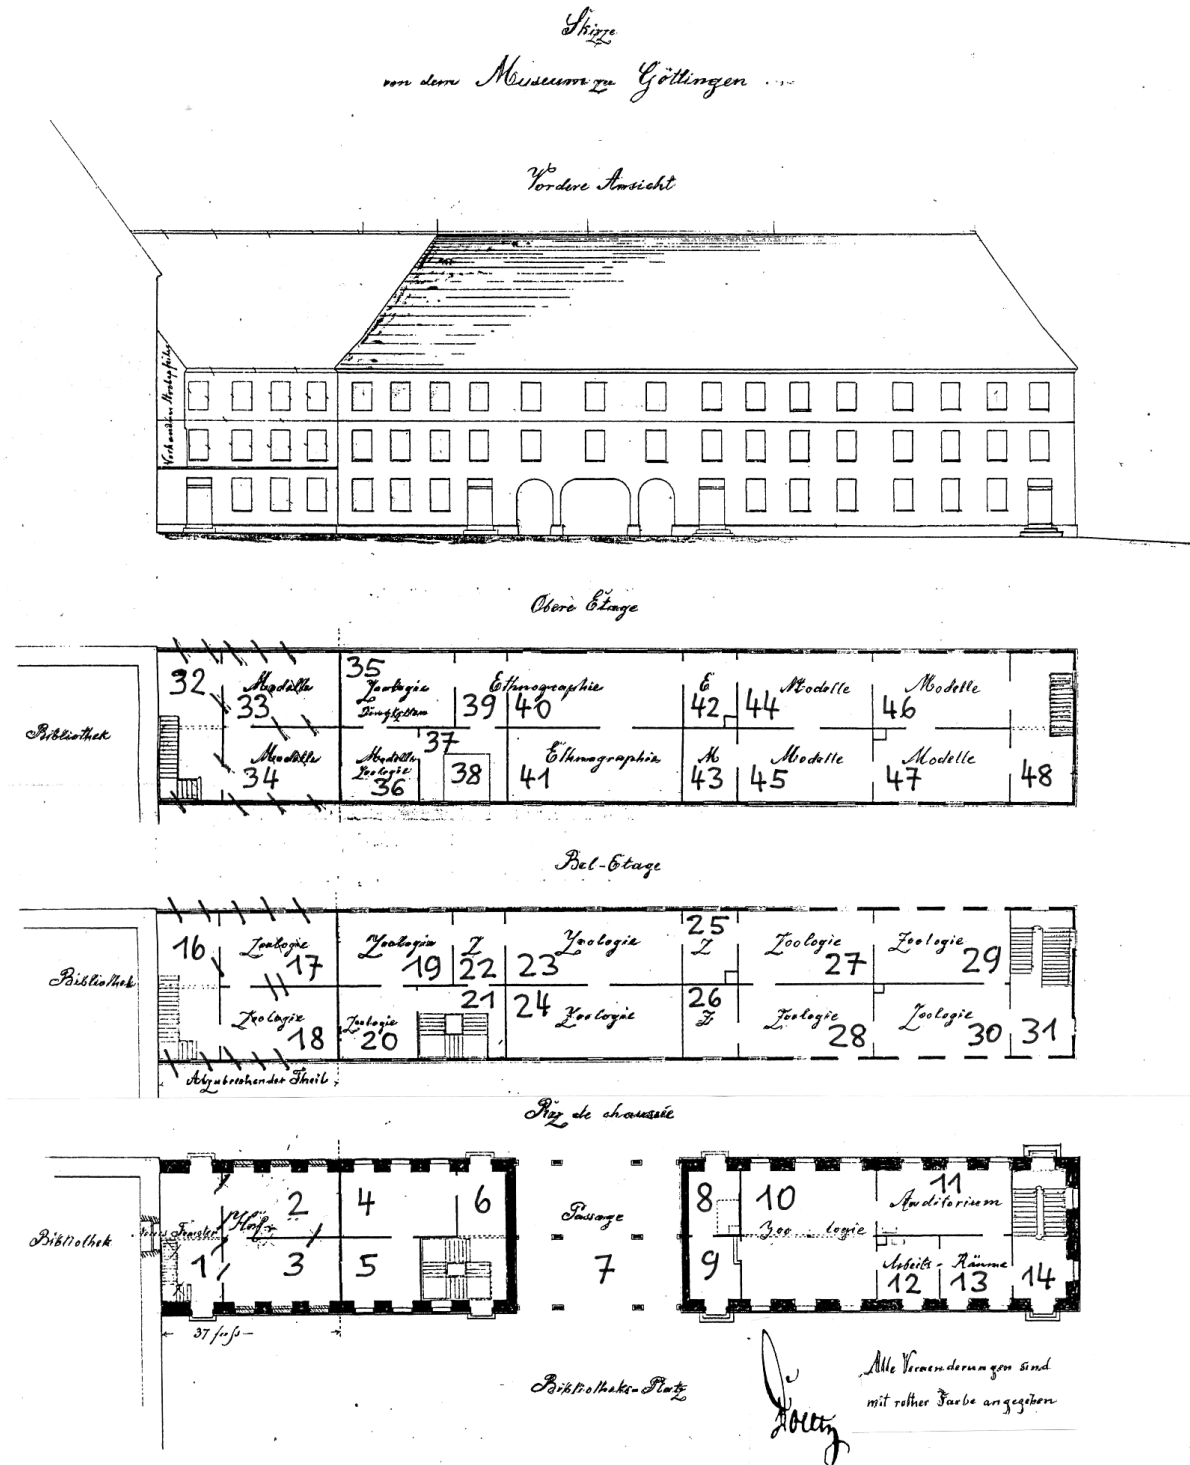 Skizze
von dem Museum zu Göttingen
Vordere Ansicht
Obere Etage
32
Modelle
33
35
Zoologie
39
Ethnographie
40
E
42
44
Modelle
46
Modelle
Bibliothek
Modelle
34
Modelle
Zoologie
36
37
38
Ethnographie
41
M
43
Modelle
45
Modelle
47
48
Bel-Etage
16
Zoologie
17
Zoologie
19
Z
22
Zoologie
23
25
Z
Zoologie
27
Zoologie
29
Bibliothek
Zoologie
18
Zoologie
20
21
24
Zoologie
26
Z
Zoologie
28
Zoologie
30
31
Abzubrechender Theil
Rez de chaussée
2
4
6
Passage
8
10
11
Auditorium
Bibliothek
Fenster
1
3
5
7
9
Zoo logie
Arbeits-Räume
12
13
14
37
Bibliotheks-Platz
Alle Veraenderungen sind
mit rother Farbe angegeben